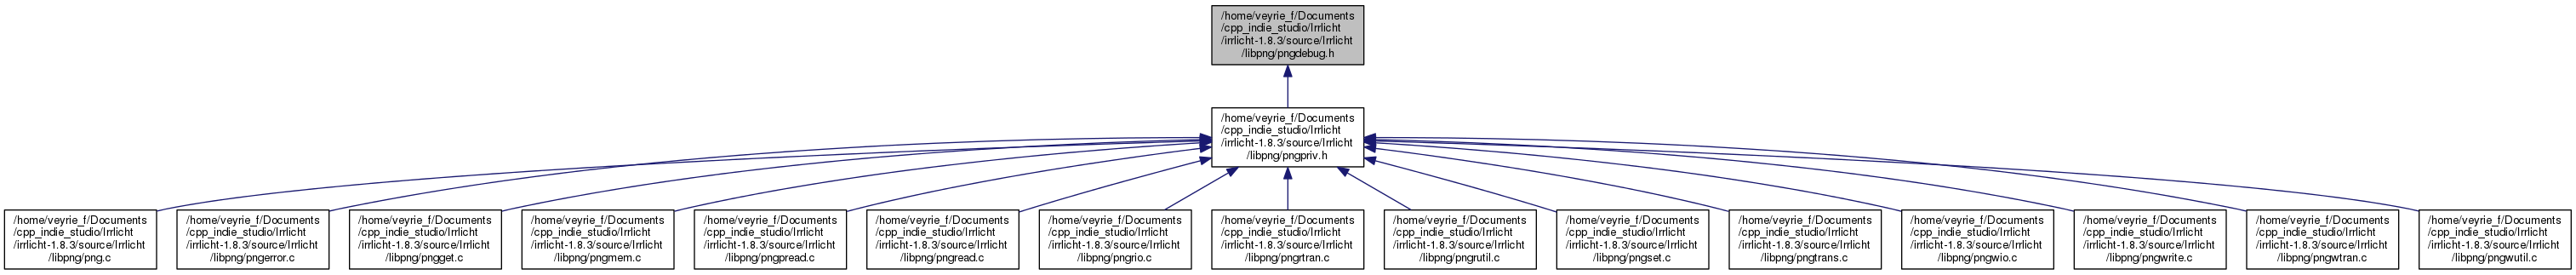 /home/veyrie_f/Documents
/cpp_indie_studio/Irrlicht
/irrlicht-1.8.3/source/Irrlicht
/libpng/pngdebug.h
/home/veyrie_f/Documents
/cpp_indie_studio/Irrlicht
/irrlicht-1.8.3/source/Irrlicht
/libpng/pngpriv.h
/home/veyrie_f/Documents
/cpp_indie_studio/Irrlicht
/irrlicht-1.8.3/source/Irrlicht
/libpng/png.c
/home/veyrie_f/Documents
/cpp_indie_studio/Irrlicht
/irrlicht-1.8.3/source/Irrlicht
/libpng/pngerror.c
/home/veyrie_f/Documents
/cpp_indie_studio/Irrlicht
/irrlicht-1.8.3/source/Irrlicht
/libpng/pngget.c
/home/veyrie_f/Documents
/cpp_indie_studio/Irrlicht
/irrlicht-1.8.3/source/Irrlicht
/libpng/pngmem.c
/home/veyrie_f/Documents
/cpp_indie_studio/Irrlicht
/irrlicht-1.8.3/source/Irrlicht
/libpng/pngpread.c
/home/veyrie_f/Documents
/cpp_indie_studio/Irrlicht
/irrlicht-1.8.3/source/Irrlicht
/libpng/pngread.c
/home/veyrie_f/Documents
/cpp_indie_studio/Irrlicht
/irrlicht-1.8.3/source/Irrlicht
/libpng/pngrio.c
/home/veyrie_f/Documents
/cpp_indie_studio/Irrlicht
/irrlicht-1.8.3/source/Irrlicht
/libpng/pngrtran.c
/home/veyrie_f/Documents
/cpp_indie_studio/Irrlicht
/irrlicht-1.8.3/source/Irrlicht
/libpng/pngrutil.c
/home/veyrie_f/Documents
/cpp_indie_studio/Irrlicht
/irrlicht-1.8.3/source/Irrlicht
/libpng/pngset.c
/home/veyrie_f/Documents
/cpp_indie_studio/Irrlicht
/irrlicht-1.8.3/source/Irrlicht
/libpng/pngtrans.c
/home/veyrie_f/Documents
/cpp_indie_studio/Irrlicht
/irrlicht-1.8.3/source/Irrlicht
/libpng/pngwio.c
/home/veyrie_f/Documents
/cpp_indie_studio/Irrlicht
/irrlicht-1.8.3/source/Irrlicht
/libpng/pngwrite.c
/home/veyrie_f/Documents
/cpp_indie_studio/Irrlicht
/irrlicht-1.8.3/source/Irrlicht
/libpng/pngwtran.c
/home/veyrie_f/Documents
/cpp_indie_studio/Irrlicht
/irrlicht-1.8.3/source/Irrlicht
/libpng/pngwutil.c